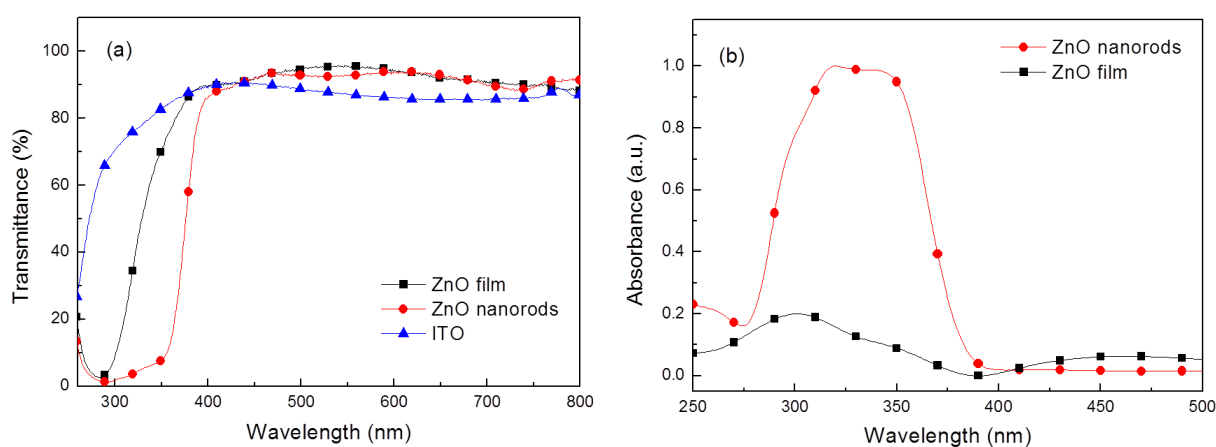 (a)
Transmittance (%)
100
80
60
40
20
0
300
400
500
600
700
800
Wavelength (nm)
ZnO film
ZnO nanorods
ITO
(b)
Absorbance (a.u.)
1.0
0.8
0.6
0.4
0.2
0.0
250
300
350
400
450
500
Wavelength (nm)
ZnO nanorods
ZnO film